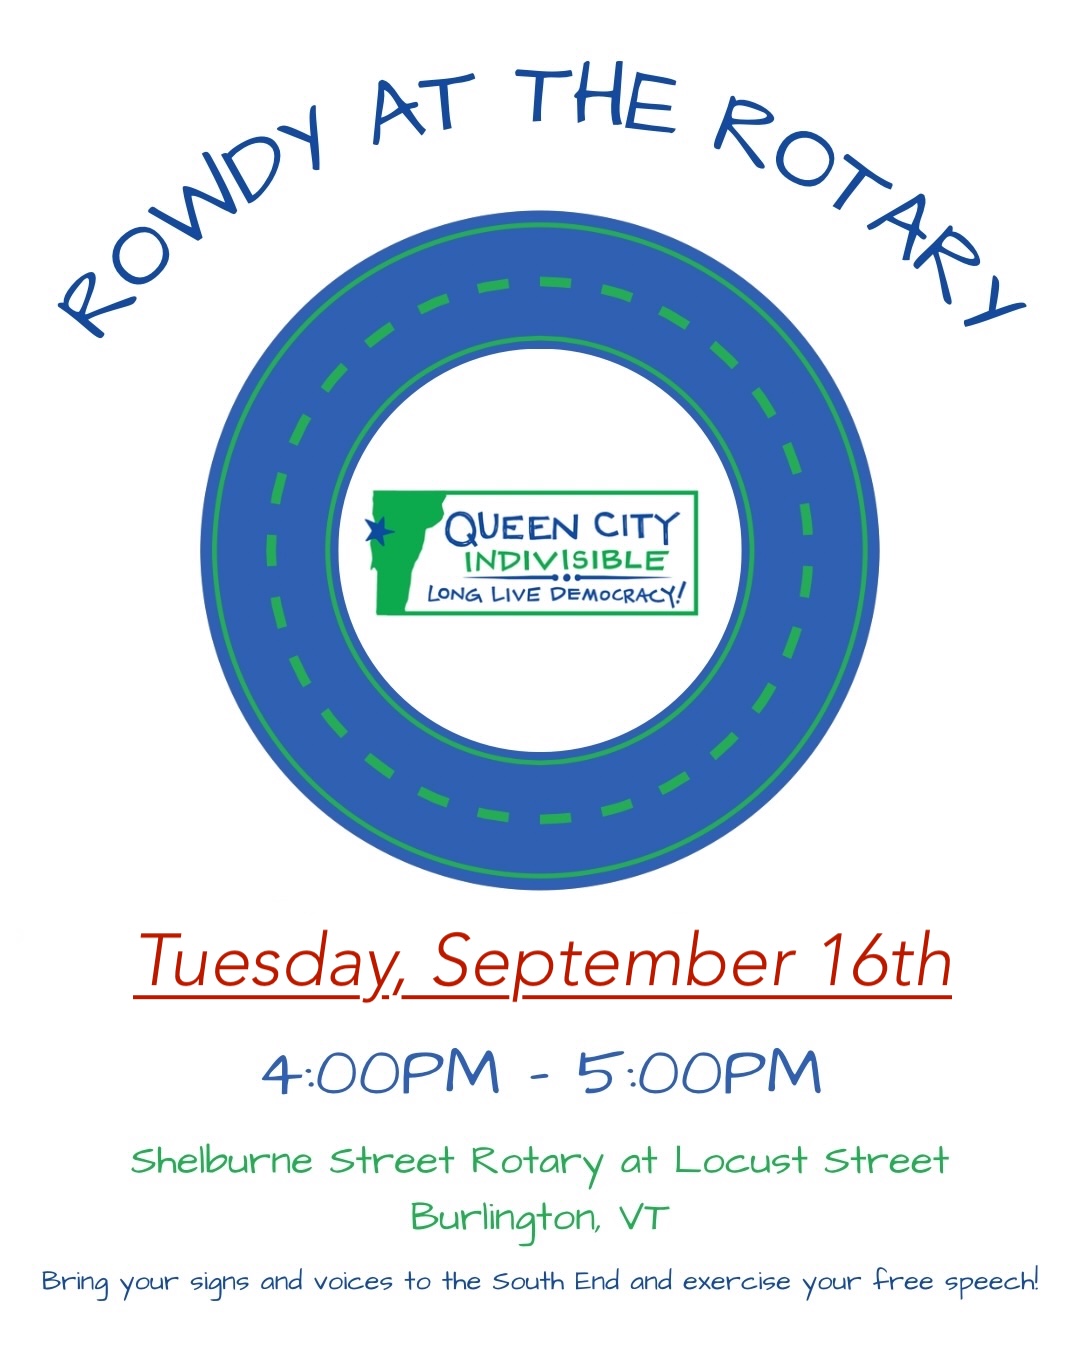 ROWDY AT THE ROTARY
QUEEN CITY
INDIVISIBLE
LONG LIVE DEMOCRACY!
Tuesday, September 16th
4:00PM - 5:00PM
Shelburne Street Rotary at Locust Street
Burlington, VT
Bring your signs and voices to the South End and exercise your free speech!